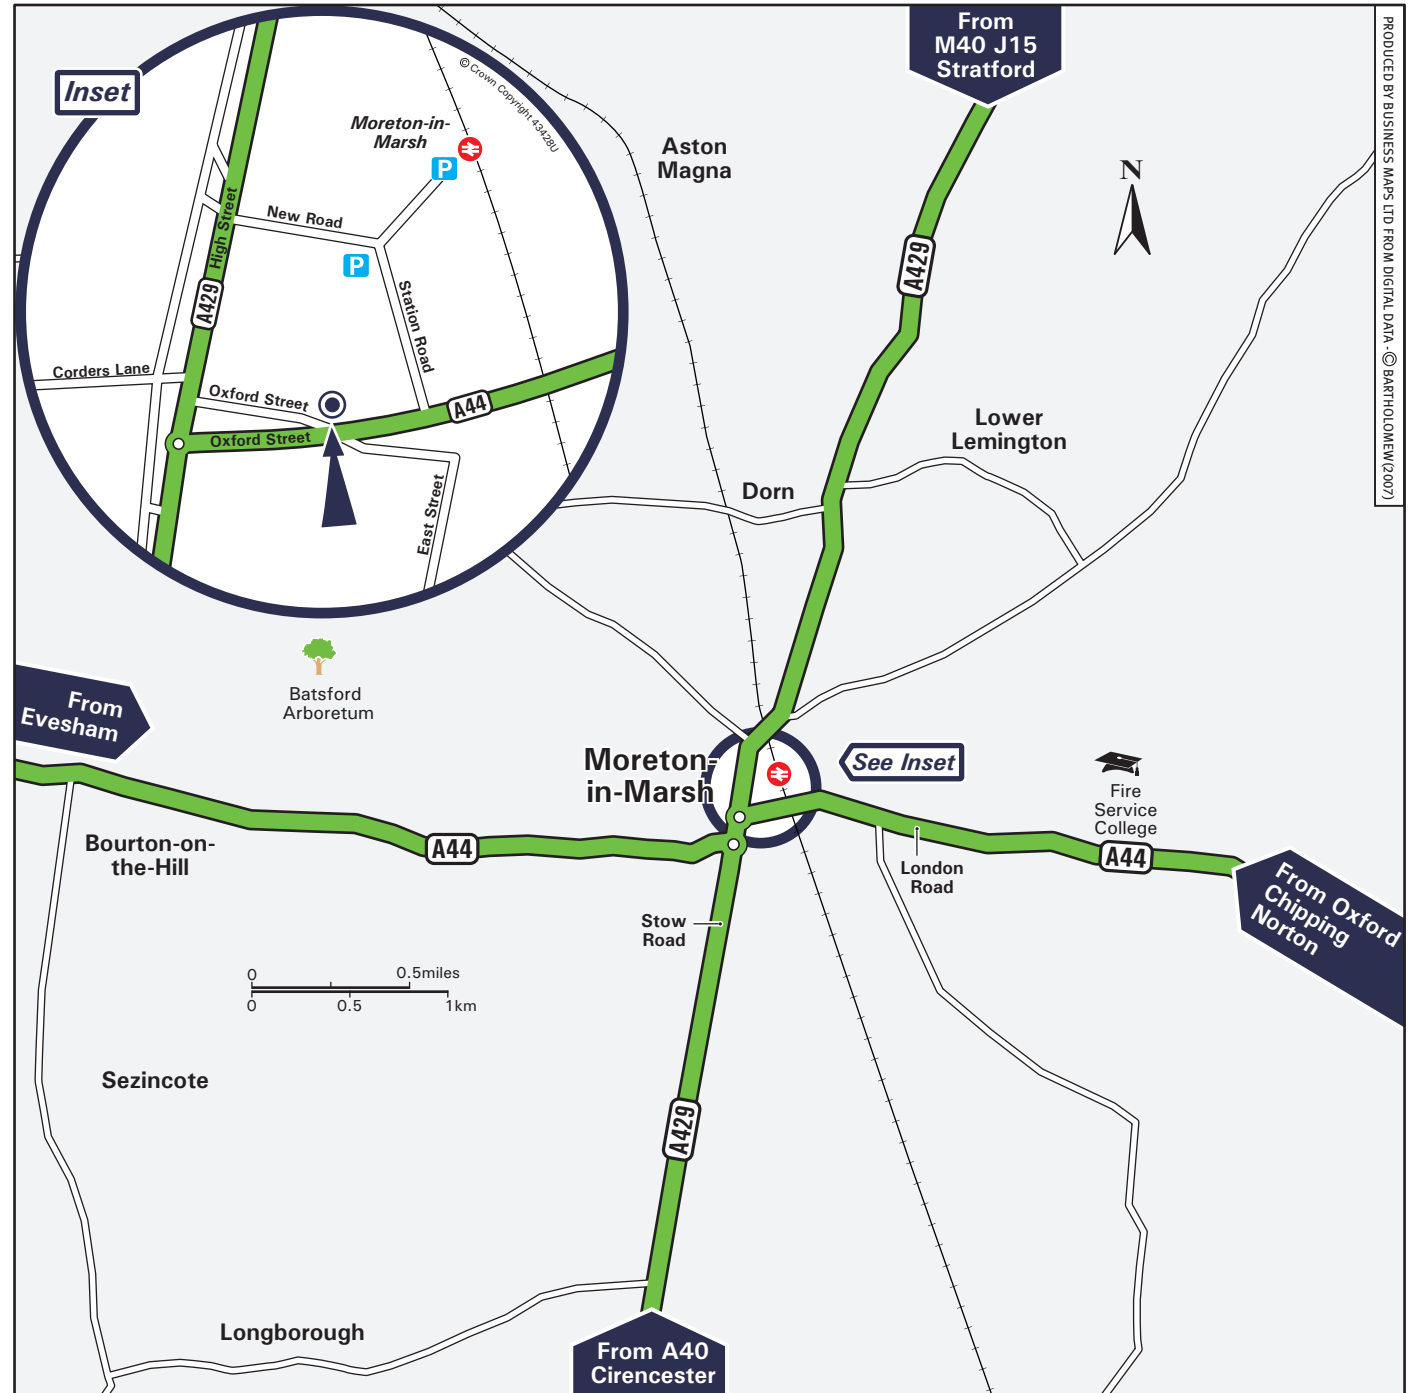 From
M40 J15
Stratford
PRODUCED BY BUSINESS MAPS LTD FROM DIGITAL DATA - © BARTHOLOMEW(2007)
Inset
© Crown Copyright 43428U
Moreton-in-
Marsh
P
New Road
High Street
P
A429
Station Road
Corders Lane
Oxford Street
A44
Oxford Street
East Street
Aston
Magna
N
A429
Lower
Lemington
Dorn
Batsford
Arboretum
From
Evesham
Moreton-
in-Marsh
See Inset
Fire
Service
College
Bourton-on-
the-Hill
A44
A44
London
Road
From Oxford
Chipping
Norton
Stow
Road
0 0.5miles
0 0.5 1km
Sezincote
A429
Longborough
From A40
Cirencester